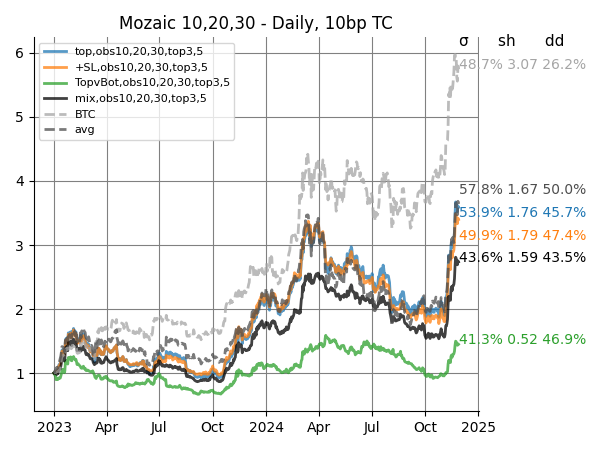 Mozaic 10,20,30 - Daily, 10bp TC
σ sh dd
top,obs10,20,30,top3,5
+SL,obs10,20,30,top3,5
TopvBot,obs10,20,30,top3,5
mix,obs10,20,30,top3,5
BTC
avg
48.7% 3.07 26.2%
57.8% 1.67 50.0%
53.9% 1.76 45.7%
49.9% 1.79 47.4%
43.6% 1.59 43.5%
41.3% 0.52 46.9%
6
5
4
3
2
1
2023 Apr Jul Oct 2024 Apr Jul Oct 2025